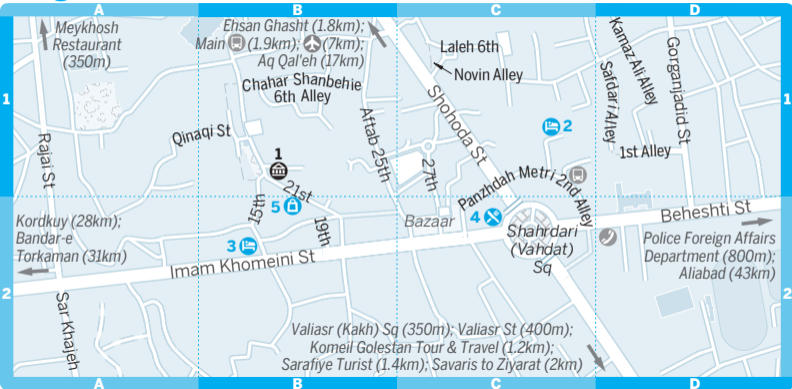 A
B
C
D
Meykhosh
Restaurant
(350m)
Ehsan Ghasht (1.8km);
Main (1.9km); (7km);
Aq Qal'eh (17km)
Laleh 6th
Novin Alley
Kamaz Ali Alley
Safdari Alley
Gorganjadid St
1
1
Chahar Shanbehie
6th Alley
Shohoda St
Aftab 25th
Qinaqi St
Rajai St
2
1st Alley
1
27th
Panzhdah Metri 2nd Alley
21st
15th
5
19th
Bazaar
4
Beheshti St
Kordkuy (28km);
Bandar-e
Torkaman (31km)
3
Imam Khomeini St
Shahrdari
(Vahdat)
Sq
Police Foreign Affairs
Department (800m);
Aliabad (43km)
2
2
Sar Khajeh
Valiasr (Kakh) Sq (350m); Valiasr St (400m);
Komeil Golestan Tour & Travel (1.2km);
Sarafiye Turist (1.4km); Savaris to Ziyarat (2km)
A
B
C
D